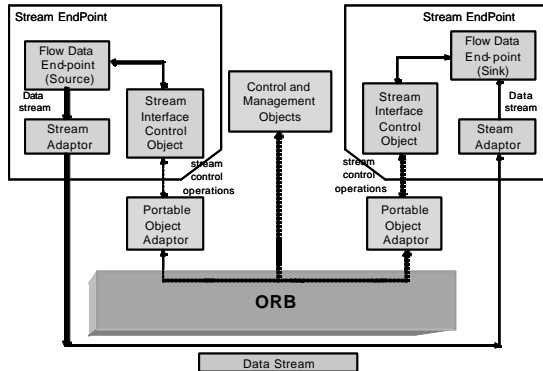 Stream EndPoint
Flow Data
End-point
(Source)
Data
stream
Stream
Adaptor
Stream
Interface
Control
Object
stream
control
operations
Portable
Object
Adaptor
Control and
Management
Objects
Stream EndPoint
Flow Data
End-point
(Sink)
Data
stream
Stream
Interface
Control
Object
Steam
Adaptor
stream
control
operations
Portable
Object
Adaptor
ORB
Data Stream